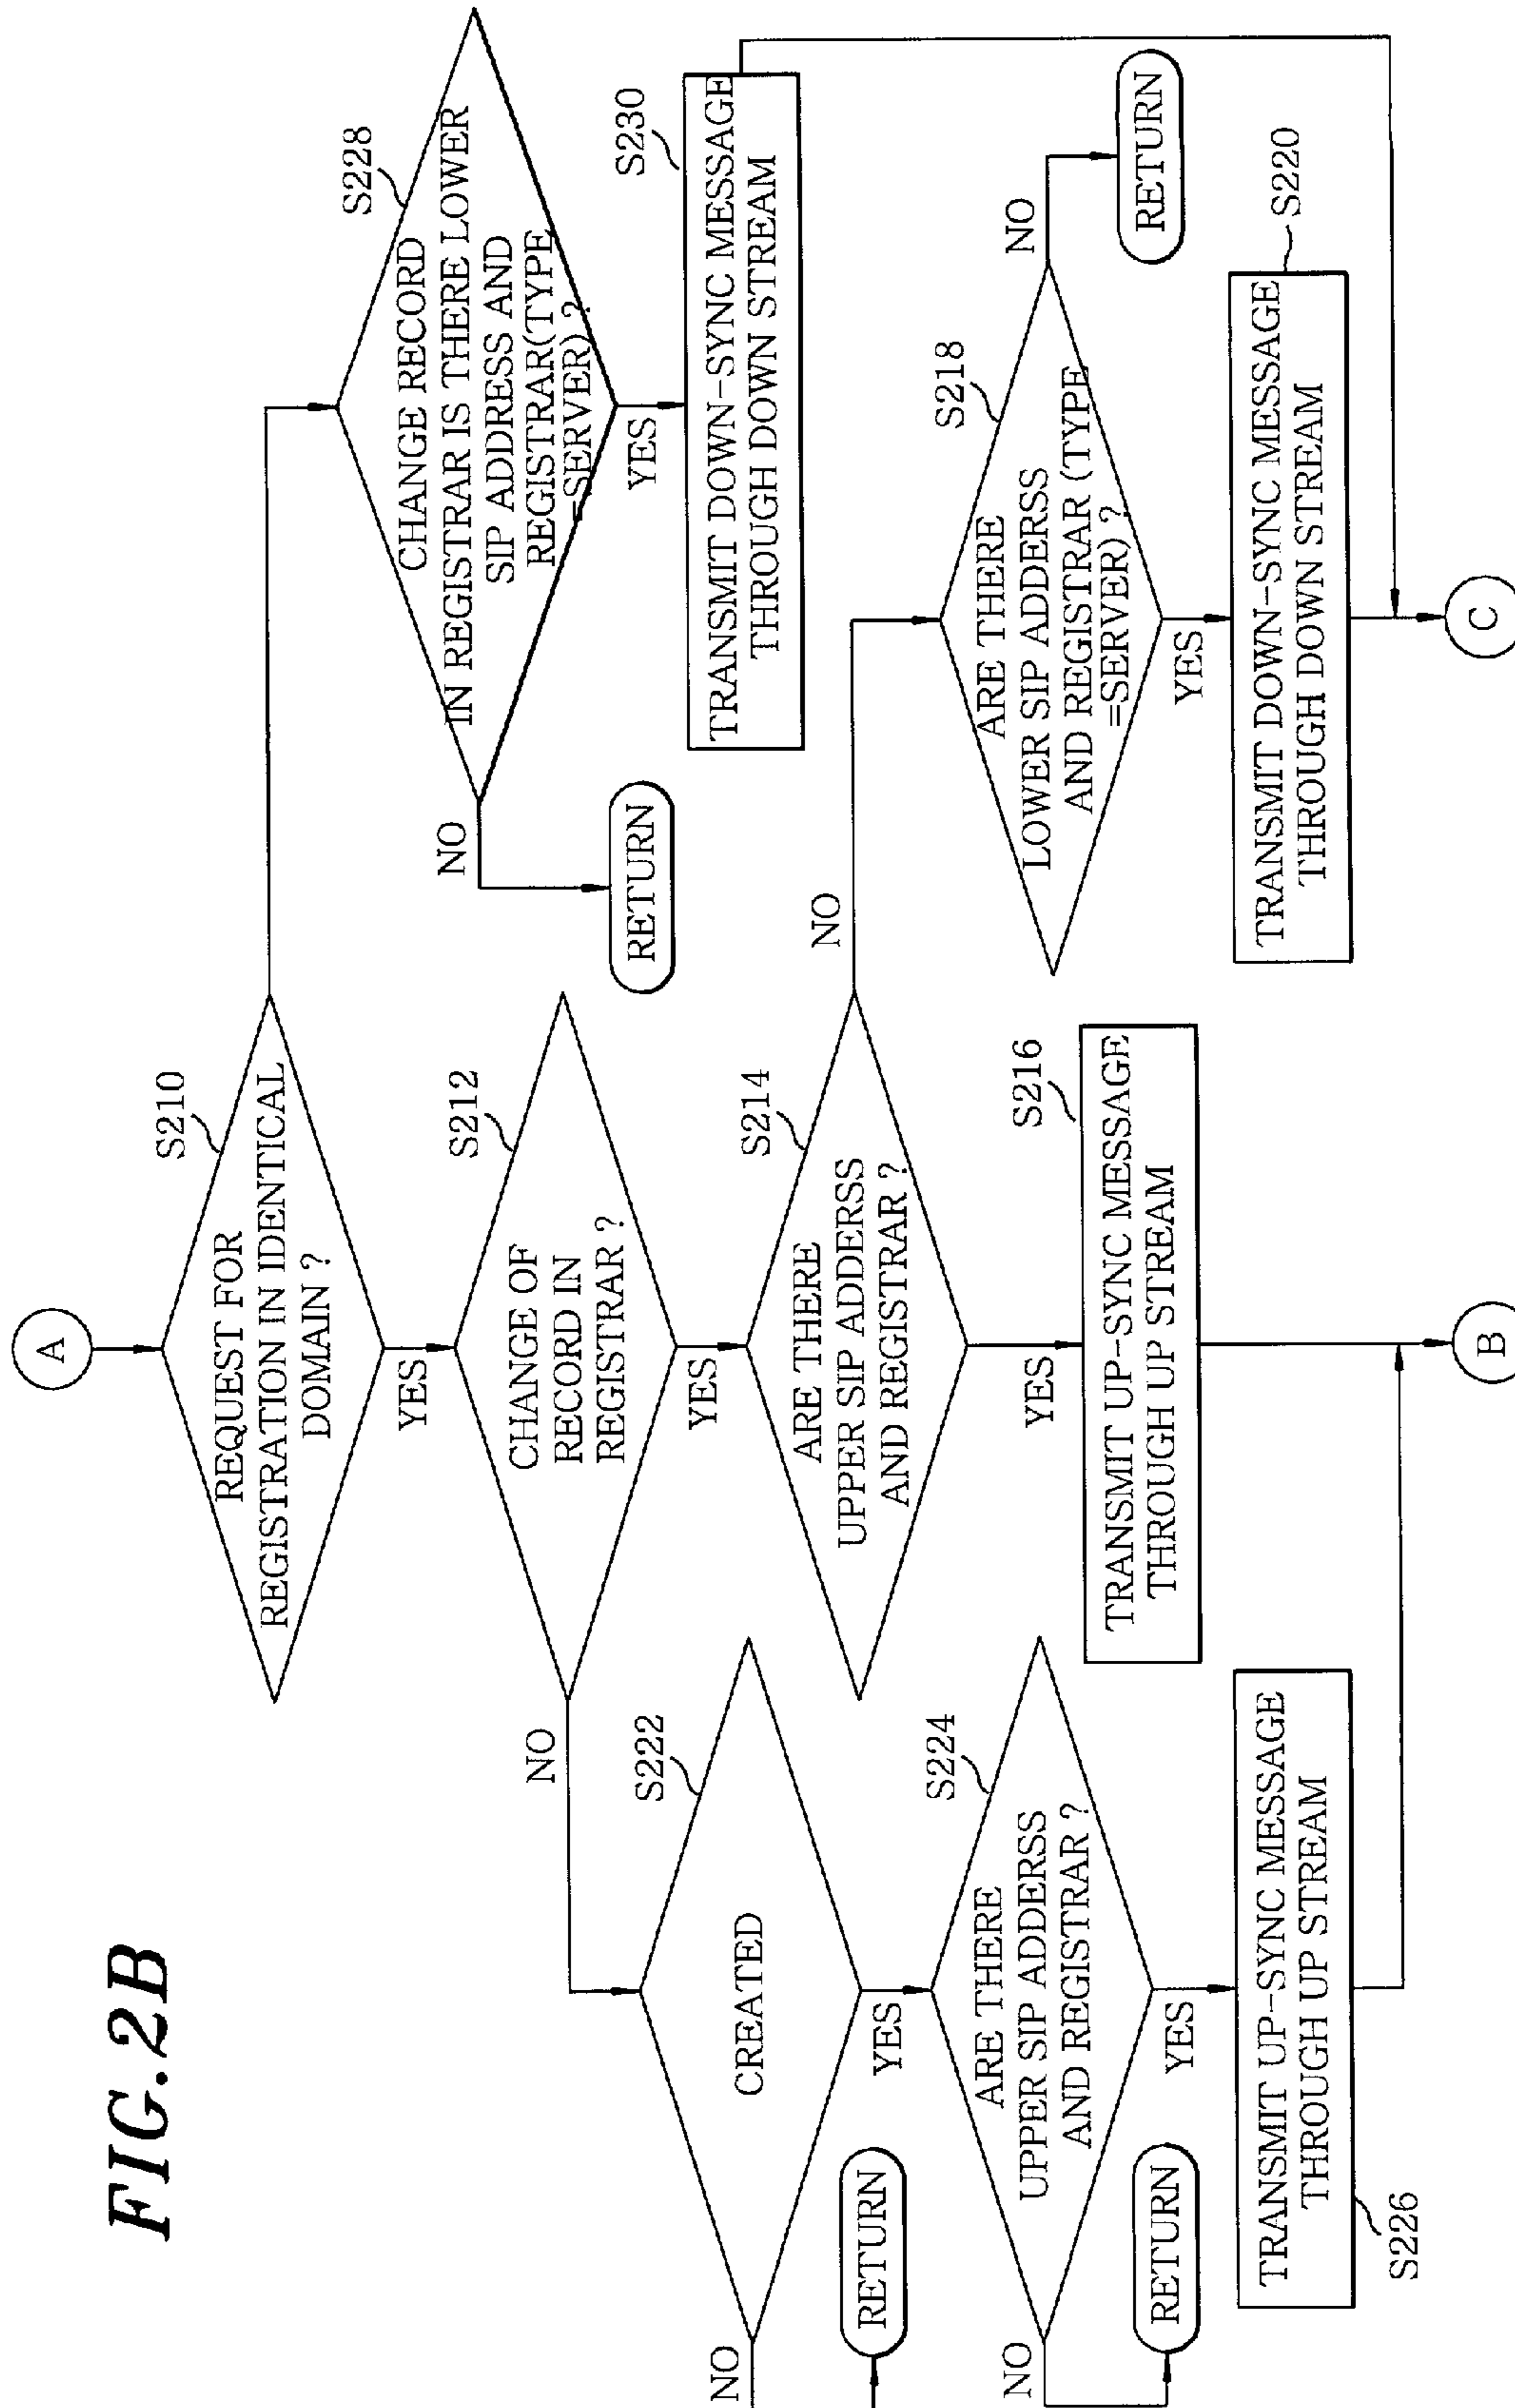 FIG.2B
A
S210
REQUEST FOR
REGISTRATION IN IDENTICAL
DOMAIN ?
YES
S212
CHANGE OF
RECORD IN
REGISTRAR ?
NO
YES
S214
ARE THERE
UPPER SIP ADDERSS
AND REGISTRAR ?
NO
YES
S216
TRANSMIT UP-SYNC MESSAGE
THROUGH UP STREAM
B
S222
CREATED
NO
RETURN
YES
S224
ARE THERE
UPPER SIP ADDERSS
AND REGISTRAR ?
NO
RETURN
YES
TRANSMIT UP-SYNC MESSAGE
THROUGH UP STREAM
S226
S228
CHANGE RECORD
IN REGISTRAR IS THERE LOWER
SIP ADDRESS AND
REGISTRAR(TYPE
=SERVER) ?
NO
RETURN
YES
S230
TRANSMIT DOWN-SYNC MESSAGE
THROUGH DOWN STREAM
S218
ARE THERE
LOWER SIP ADDERSS
AND REGISTRAR (TYPE
=SERVER) ?
NO
RETURN
YES
S220
TRANSMIT DOWN-SYNC MESSAGE
THROUGH DOWN STREAM
C